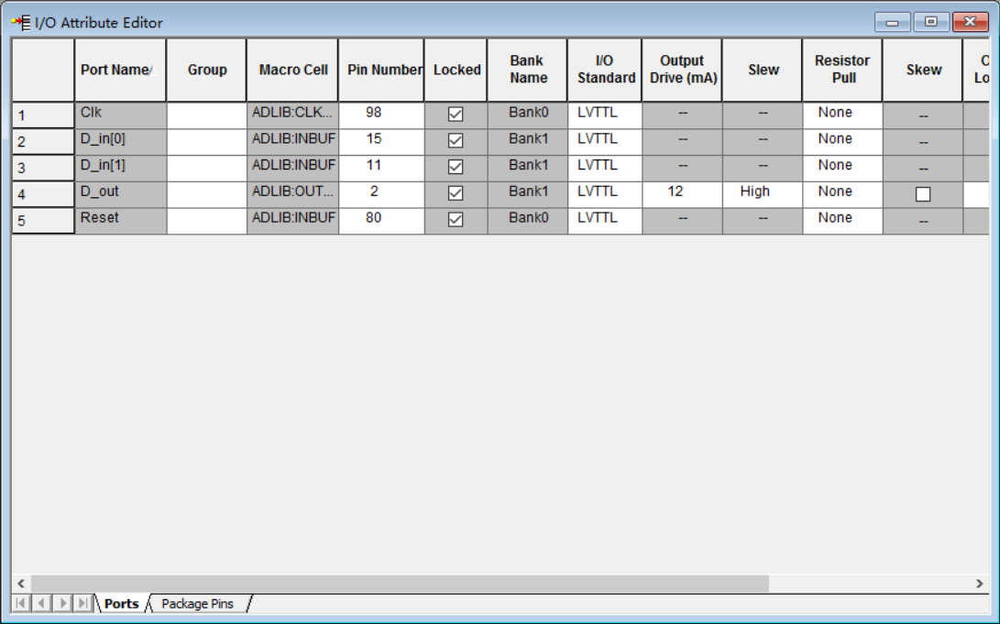 I/O Attribute Editor
Port Name Group Macro Cell Pin Number Locked Bank Name I/O Standard Output Drive (mA) Slew Resistor Pull Skew
1 Clk ADLIB:CLK... 98 Bank0 LVTTL -- -- None --
2 D_in[0] ADLIB:INBUF 15 Bank1 LVTTL -- -- None --
3 D_in[1] ADLIB:INBUF 11 Bank1 LVTTL -- -- None --
4 D_out ADLIB:OUT... 2 Bank1 LVTTL 12 High None
5 Reset ADLIB:INBUF 80 Bank0 LVTTL -- -- None --
Ports Package Pins